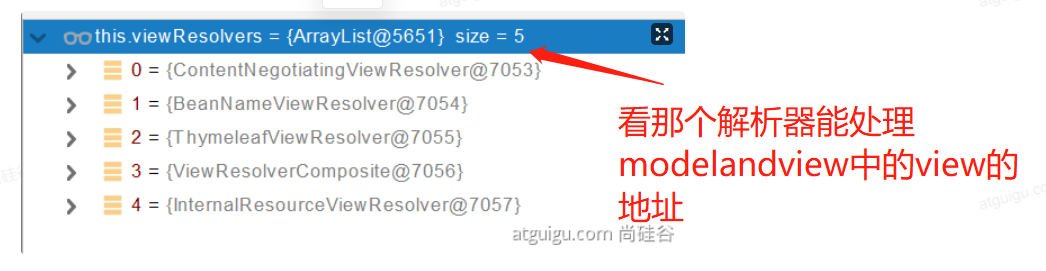 this.viewResolvers = {ArrayList@5651} size = 5
0 = {ContentNegotiatingViewResolver@7053}
1 = {BeanNameViewResolver@7054}
2 = {ThymeleafViewResolver@7055}
3 = {ViewResolverComposite@7056}
4 = {InternalResourceViewResolver@7057}
看那个解析器能处理
modelandview中的view的
地址
atguigu.com 尚硅谷